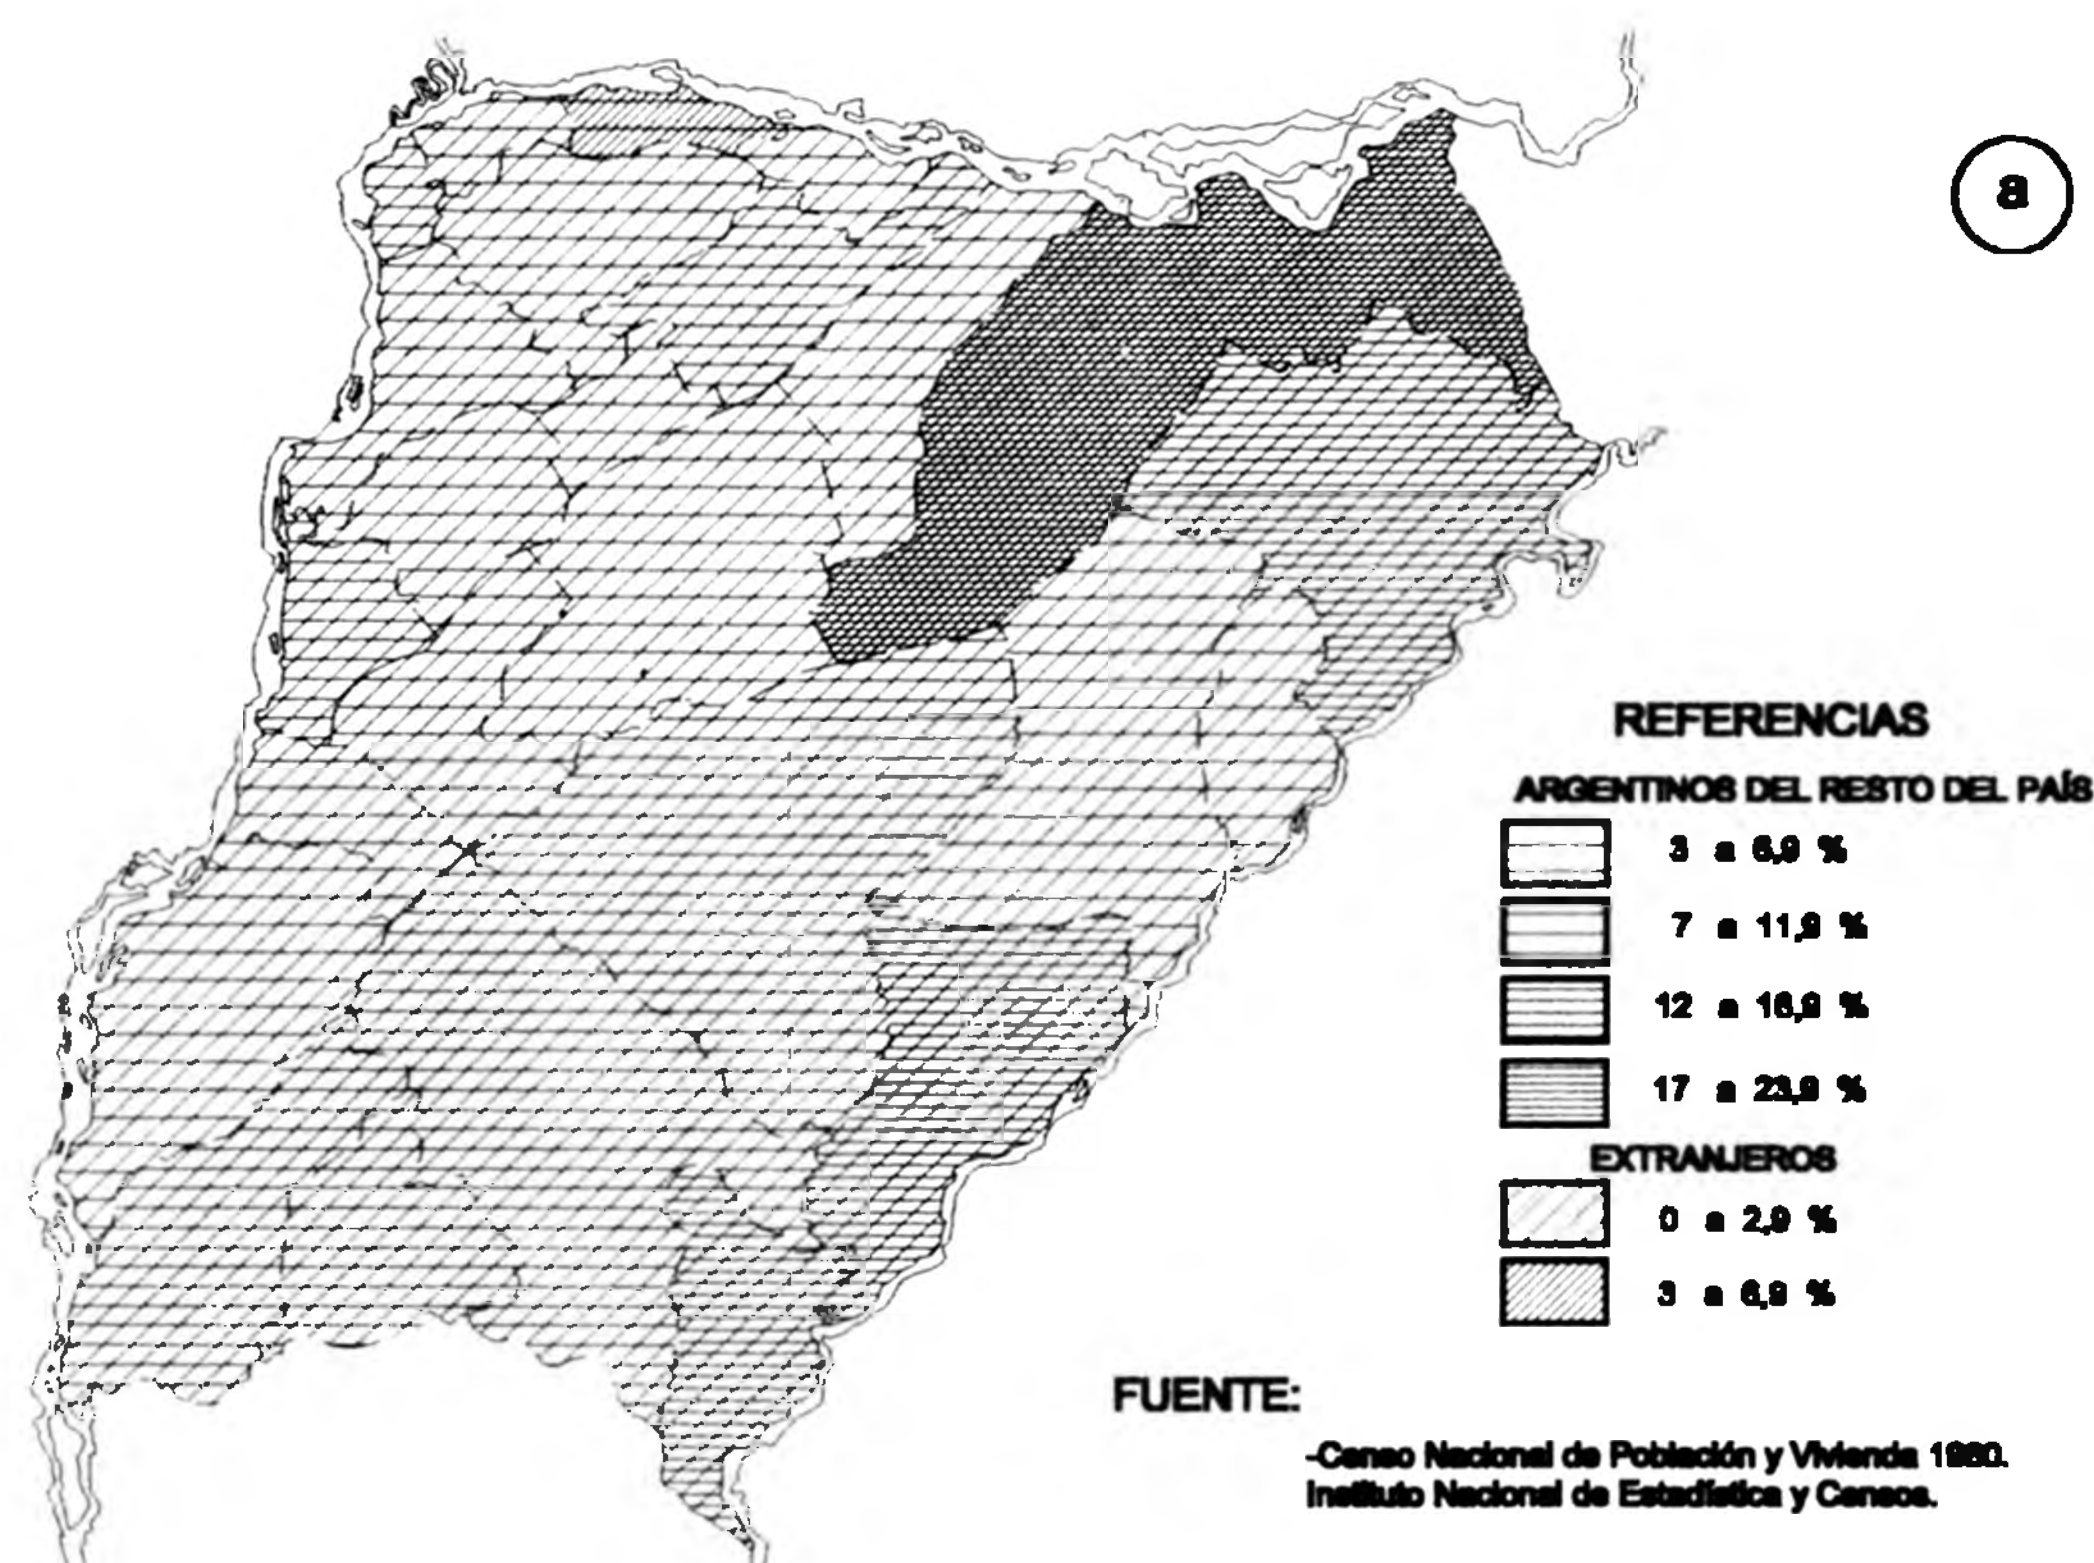 a
REFERENCIAS
ARGENTINOS DEL RESTO DEL PAÍS
3 a 6,9 %
7 a 11,9 %
12 a 16,9 %
17 a 23,9 %
EXTRANJEROS
0 a 2,9 %
3 a 6,9 %
FUENTE:
-Censo Nacional de Población y Vivienda 1980.
Instituto Nacional de Estadística y Censos.